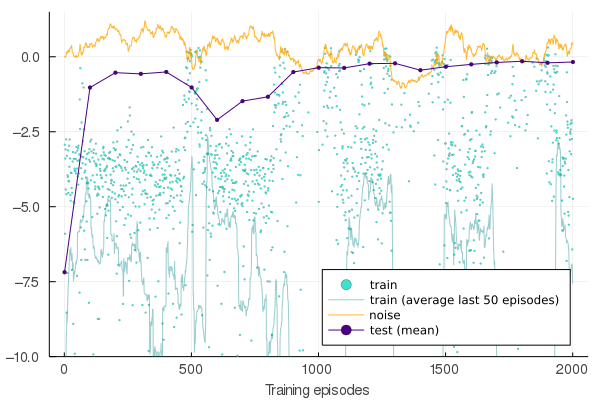 0.0
−2.5
−5.0
−7.5
−10.0
train
train (average last 50 episodes)
noise
test (mean)
0 500 1000 1500 2000
Training episodes